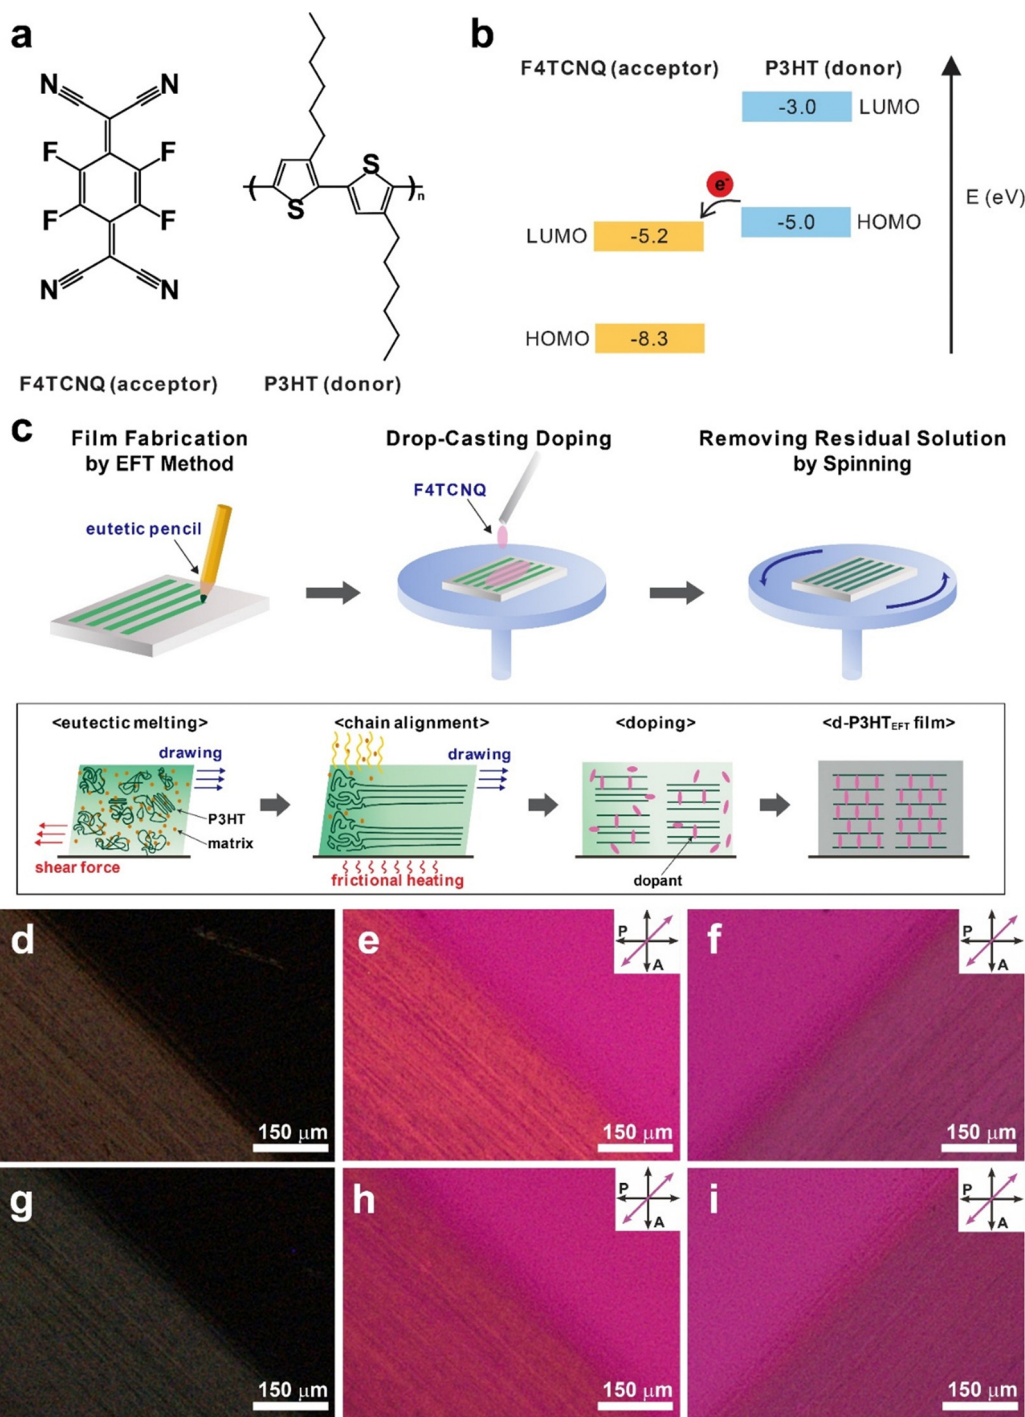 a
N
N
F
F
F
F
N
N
S
S
n
F4TCNQ (acceptor)
P3HT (donor)
b
F4TCNQ (acceptor)
P3HT (donor)
-3.0
LUMO
e-
E (eV)
LUMO
-5.2
-5.0
HOMO
HOMO
-8.3
c
Film Fabrication
by EFT Method
Drop-Casting Doping
Removing Residual Solution
by Spinning
eutetic pencil
F4TCNQ
<eutectic melting>
<chain alignment>
<doping>
<d-P3HTEFT film>
drawing
drawing
P3HT
matrix
shear force
frictional heating
dopant
d
150 μm
e
P
A
150 μm
f
P
A
150 μm
g
150 μm
h
P
A
150 μm
i
P
A
150 μm